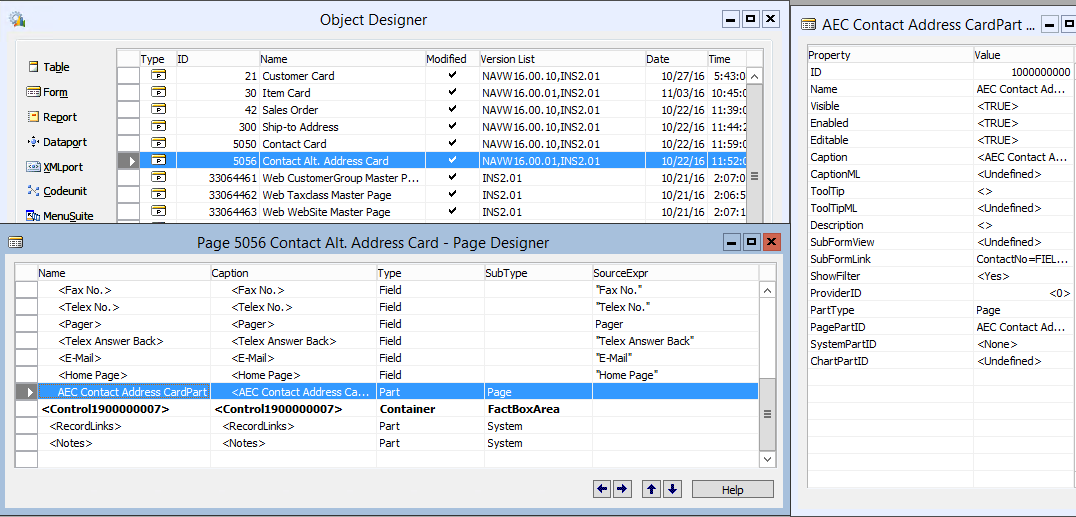 Object Designer
Type ID Name Modified Version List Date Time
Table
Form
Report
Dataport
XMLport
Codeunit
MenuSuite
21 Customer Card NAVW16.00.10,INS2.01 10/27/16 5:43:0
30 Item Card NAVW16.00.01,INS2.01 11/03/16 10:45:0
42 Sales Order NAVW16.00.10,INS2.01 10/22/16 11:39:0
300 Ship-to Address NAVW16.00.01,INS2.01 10/22/16 11:44:2
5050 Contact Card NAVW16.00.10,INS2.01 10/22/16 11:59:0
5056 Contact Alt. Address Card NAVW16.00.01,INS2.01 10/22/16 11:52:0
33064461 Web CustomerGroup Master P... INS2.01 10/21/16 2:07:0
33064462 Web Taxclass Master Page INS2.01 10/21/16 2:06:5
33064463 Web WebSite Master Page INS2.01 10/21/16 2:07:1
Page 5056 Contact Alt. Address Card - Page Designer
Name Caption Type SubType SourceExpr
<Fax No.> <Fax No.> Field "Fax No."
<Telex No.> <Telex No.> Field "Telex No."
<Pager> <Pager> Field Pager
<Telex Answer Back> <Telex Answer Back> Field "Telex Answer Back"
<E-Mail> <E-Mail> Field "E-Mail"
<Home Page> <Home Page> Field "Home Page"
AEC Contact Address CardPart <AEC Contact Address Ca... Part Page
<Control1900000007> <Control1900000007> Container FactBoxArea
<RecordLinks> <RecordLinks> Part System
<Notes> <Notes> Part System
Help
AEC Contact Address CardPart ...
Property Value
ID 1000000000
Name AEC Contact Ad...
Visible <TRUE>
Enabled <TRUE>
Editable <TRUE>
Caption <AEC Contact A...
CaptionML <Undefined>
ToolTip <>
ToolTipML <Undefined>
Description <>
SubFormView <Undefined>
SubFormLink ContactNo=FIEL...
ShowFilter <Yes>
ProviderID <0>
PartType Page
PagePartID AEC Contact Ad...
SystemPartID <None>
ChartPartID <Undefined>